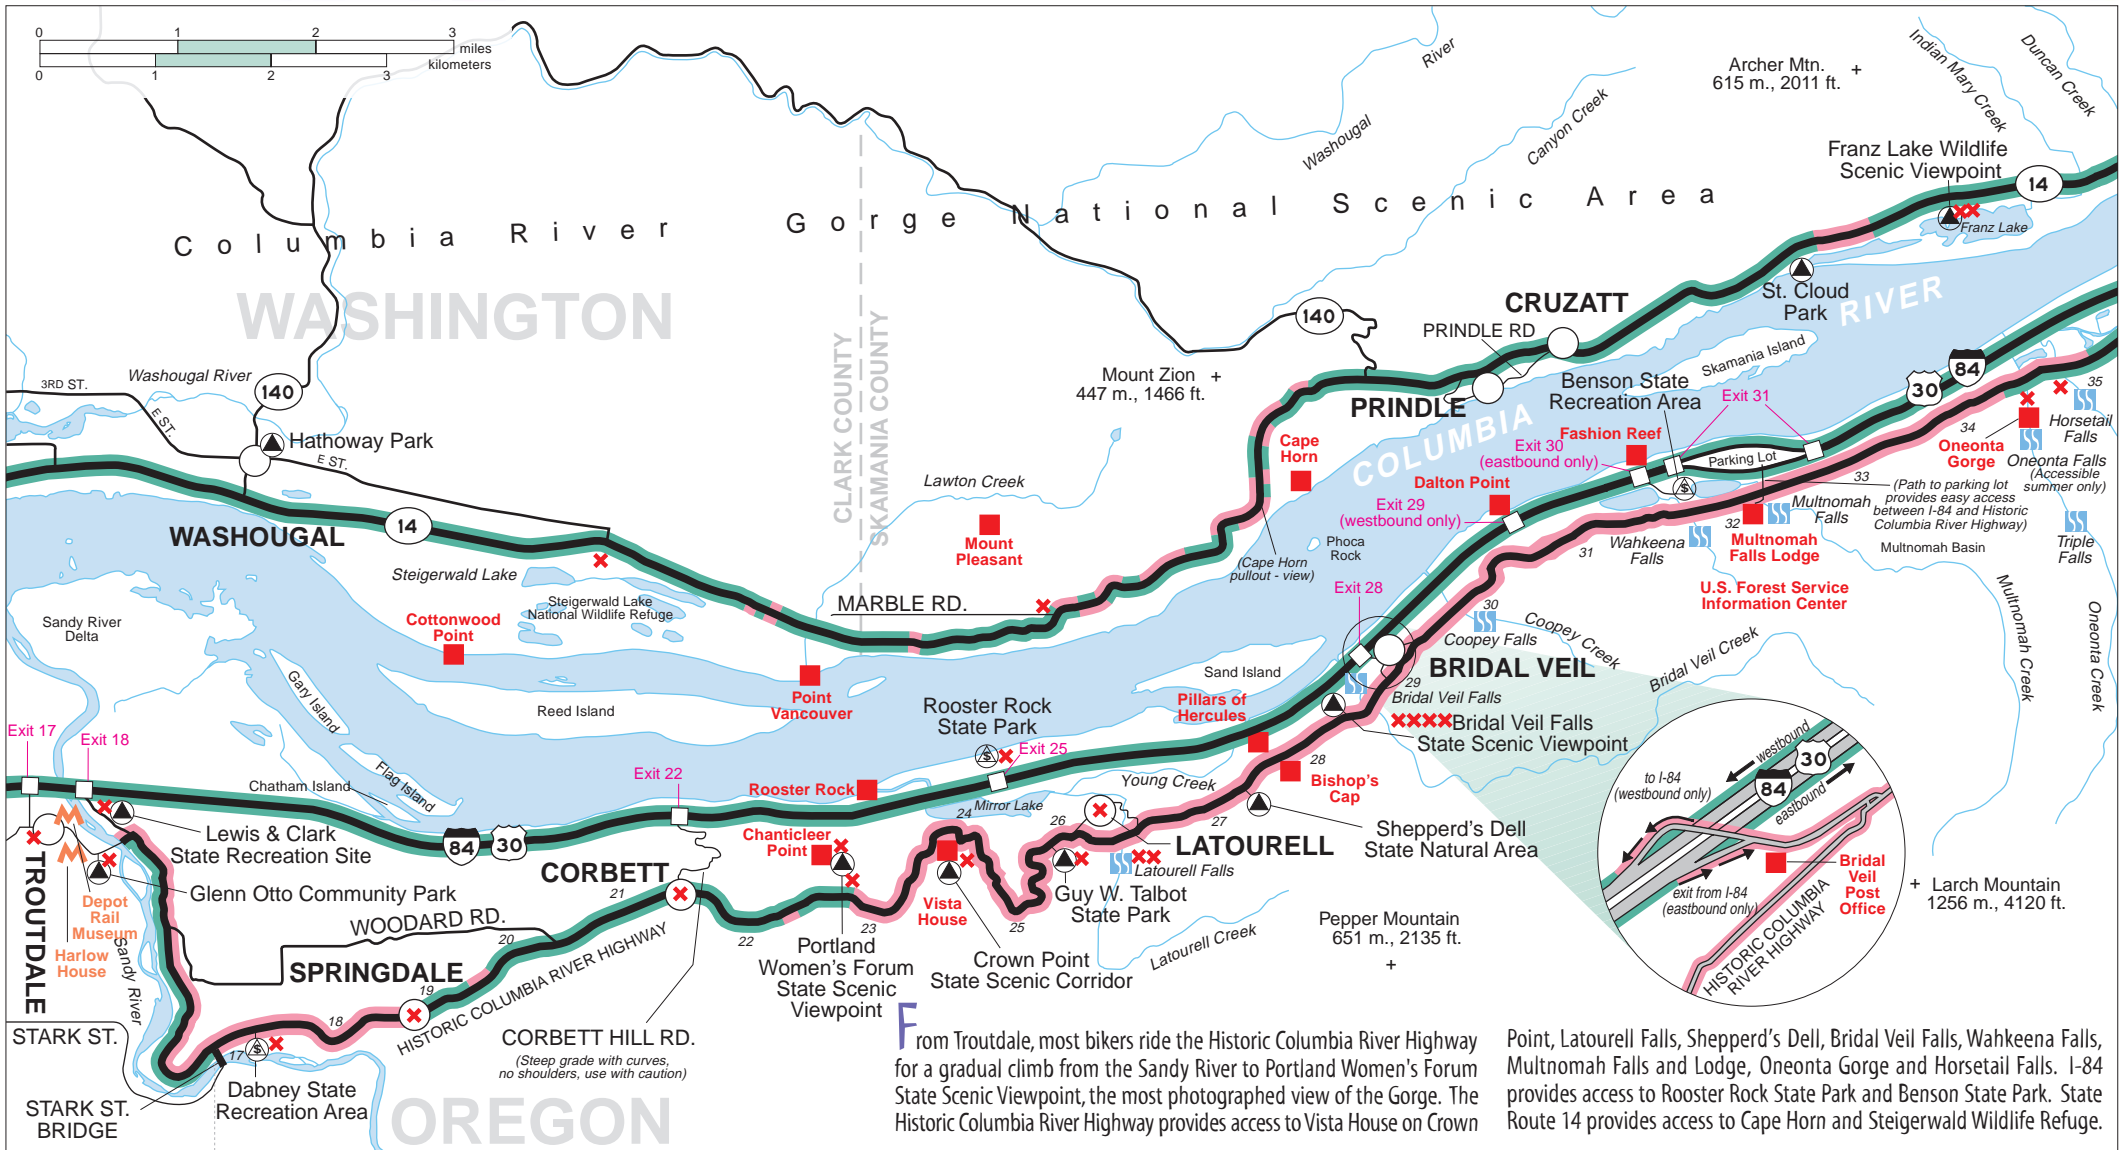 0 1 2 3
miles
kilometers
0 1 2 3
River
Washougal
Canyon Creek
Archer Mtn.
615 m., 2011 ft.
Indian Mary Creek
Duncan Creek
Franz Lake Wildlife
Scenic Viewpoint
14
Franz Lake
Columbia River Gorge National Scenic Area
WASHINGTON
CLARK COUNTY
SKAMANIA COUNTY
St. Cloud
Park
COLUMBIA RIVER
CRUZATT
PRINDLE RD
140
Mount Zion
447 m., 1466 ft.
PRINDLE
Skamania Island
Benson State
Recreation Area
Exit 31
30
84
3RD ST.
Washougal River
140
E ST.
Hathoway Park
E ST.
Cape
Horn
Exit 30
(eastbound only)
Fashion Reef
Parking Lot
35
Horsetail
Falls
34
Oneonta
Gorge
Oneonta Falls
(Accessible
summer only)
33
(Path to parking lot
provides easy access
between I-84 and Historic
Columbia River Highway)
Lawton Creek
Dalton Point
Exit 29
(westbound only)
Multnomah
Falls
32
Multnomah
Falls Lodge
U.S. Forest Service
Information Center
Multnomah Basin
Triple
Falls
Wahkeena
Falls
31
14
WASHOUGAL
Mount
Pleasant
(Cape Horn
pullout - view)
Phoca
Rock
Steigerwald Lake
Steigerwald Lake
National Wildlife Refuge
MARBLE RD.
Exit 28
30
Coopey Falls
Coopey Creek
Bridal Veil Creek
Multnomah Creek
Oneonta Creek
Sandy River
Delta
Cottonwood
Point
BRIDAL VEIL
29
Bridal Veil Falls
Bridal Veil Falls
State Scenic Viewpoint
Sand Island
Pillars of
Hercules
Gary Island
Reed Island
Point
Vancouver
Rooster Rock
State Park
$
Exit 25
Exit 17
Exit 18
Chatham Island
Flag Island
Exit 22
Rooster Rock
Young Creek
28
Bishop's
Cap
Mirror Lake
24
26
27
Shepperd's Dell
State Natural Area
LATOURELL
Latourell Falls
Lewis & Clark
State Recreation Site
84
30
Chanticleer
Point
CORBETT
TROUTDALE
Glenn Otto Community Park
Depot
Rail
Museum
Harlow
House
Sandy River
21
Vista
House
Guy W. Talbot
State Park
WOODARD RD.
20
22
23
25
Portland
Women's Forum
State Scenic
Viewpoint
Crown Point
State Scenic Corridor
Latourell Creek
Pepper Mountain
651 m., 2135 ft.
SPRINGDALE
19
18
HISTORIC COLUMBIA RIVER HIGHWAY
CORBETT HILL RD.
(Steep grade with curves,
no shoulders, use with caution)
STARK ST.
17
$
Dabney State
Recreation Area
STARK ST.
BRIDGE
OREGON
$
westbound
30
84
to I-84
(westbound only)
eastbound
exit from I-84
(eastbound only)
Bridal
Veil
Post
Office
HISTORIC COLUMBIA
RIVER HIGHWAY
Larch Mountain
1256 m., 4120 ft.
From Troutdale, most bikers ride the Historic Columbia River Highway
for a gradual climb from the Sandy River to Portland Women's Forum
State Scenic Viewpoint, the most photographed view of the Gorge. The
Historic Columbia River Highway provides access to Vista House on Crown
Point, Latourell Falls, Shepperd's Dell, Bridal Veil Falls, Wahkeena Falls,
Multnomah Falls and Lodge, Oneonta Gorge and Horsetail Falls. I-84
provides access to Rooster Rock State Park and Benson State Park. State
Route 14 provides access to Cape Horn and Steigerwald Wildlife Refuge.